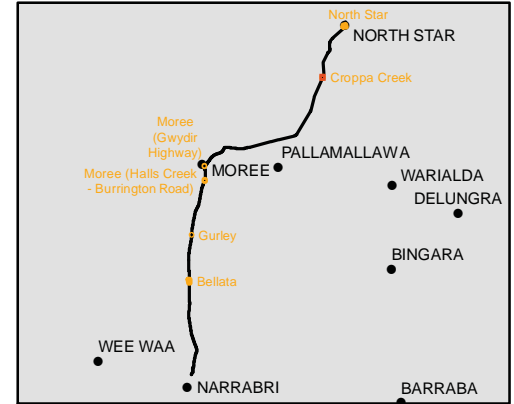 North Star
NORTH STAR
Croppa Creek
Moree
(Gwydir
Highway)
PALLAMALLAWA
MOREE
Moree (Halls Creek
- Burrington Road)
WARIALDA
DELUNGRA
Gurley
BINGARA
Bellata
WEE WAA
NARRABRI
BARRABA